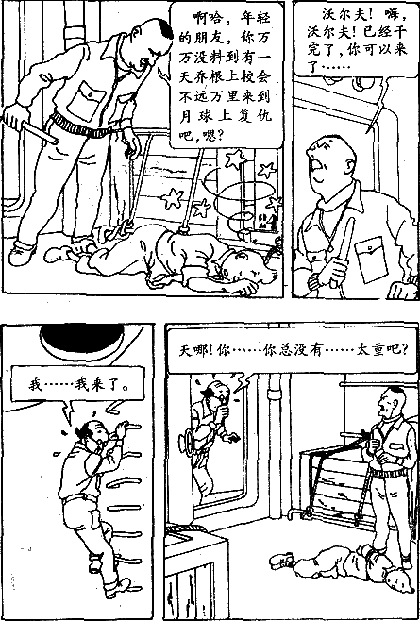 啊哈，年轻
的朋友，你万
万没料到有一
天乔根上校会
不远万里来到
月球上复仇
吧，嗯？
沃尔夫！嘛，
沃尔夫！已经干
完了，你可以来
了……
我……我来了。
天哪！你……你总没有……太重吧？